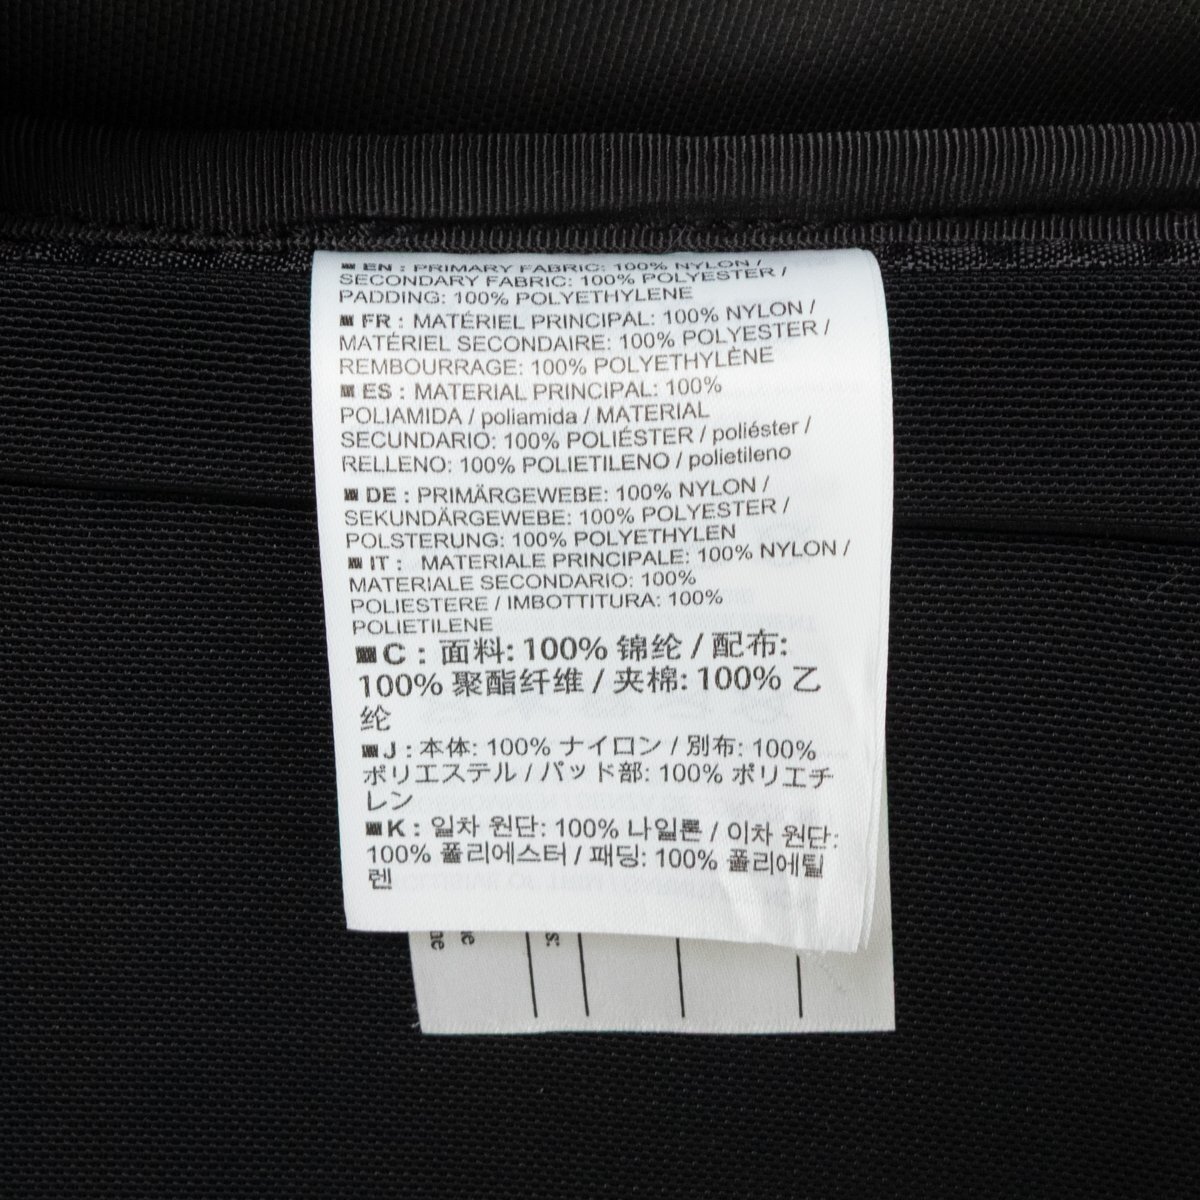 EN : PRIMARY FABRIC: 100% NYLON /
SECONDARY FABRIC: 100% POLYESTER /
PADDING: 100% POLYETHYLENE
FR : MATÉRIEL PRINCIPAL: 100% NYLON /
MATÉRIEL SECONDAIRE: 100% POLYESTER /
REMBOURRAGE: 100% POLYETHYLÈNE
ES : MATERIAL PRINCIPAL: 100%
POLIAMIDA / poliamida / MATERIAL
SECUNDARIO: 100% POLIÉSTER / poliéster /
RELLENO: 100% POLIETILENO / polietileno
DE : PRIMÄRGEWEBE: 100% NYLON /
SEKUNDÄRGEWEBE: 100% POLYESTER /
POLSTERUNG: 100% POLYETHYLEN
IT : MATERIALE PRINCIPALE: 100% NYLON /
MATERIALE SECONDARIO: 100%
POLIESTERE / IMBOTTITURA: 100%
POLIETILENE
C : 面料: 100% 锦纶 / 配布:
100% 聚酯纤维 / 夹棉: 100% 乙
纶
J : 本体: 100% ナイロン / 別布: 100%
ポリエステル / パッド部: 100% ポリエチ
レン
K : 일차 원단: 100% 나일론 / 이차 원단:
100% 폴리에스터 / 패딩: 100% 폴리에틸
렌